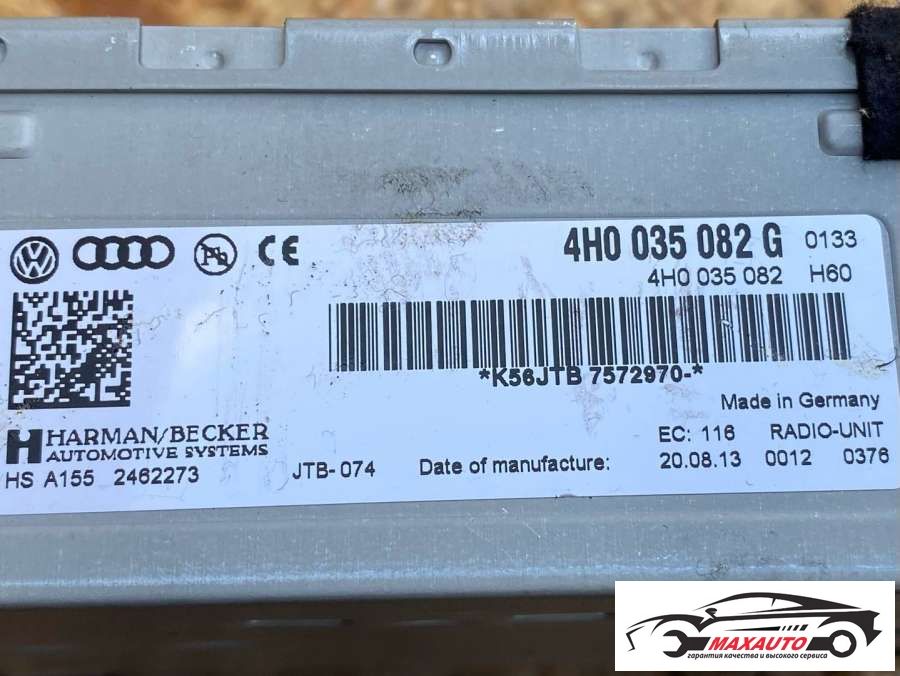 4H0 035 082 G 0133
4H0 035 082 H60
Pb CE
*K56JTB 7572970-*
Made in Germany
HARMAN/BECKER
AUTOMOTIVE SYSTEMS
EC: 116 RADIO-UNIT
HS A155 2462273
JTB-074 Date of manufacture: 20.08.13 0012 0376
MAXAUTO
гарантия качества и высокого сервиса